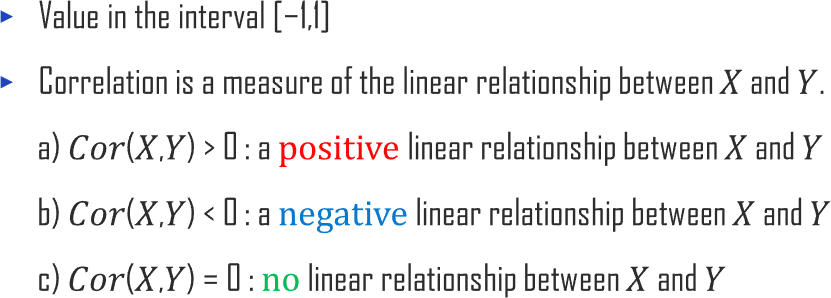 ▸ Value in the interval [−1,1]
▸ Correlation is a measure of the linear relationship between X and Y.
a) Cor(X,Y) > 0 : a positive linear relationship between X and Y
b) Cor(X,Y) < 0 : a negative linear relationship between X and Y
c) Cor(X,Y) = 0 : no linear relationship between X and Y